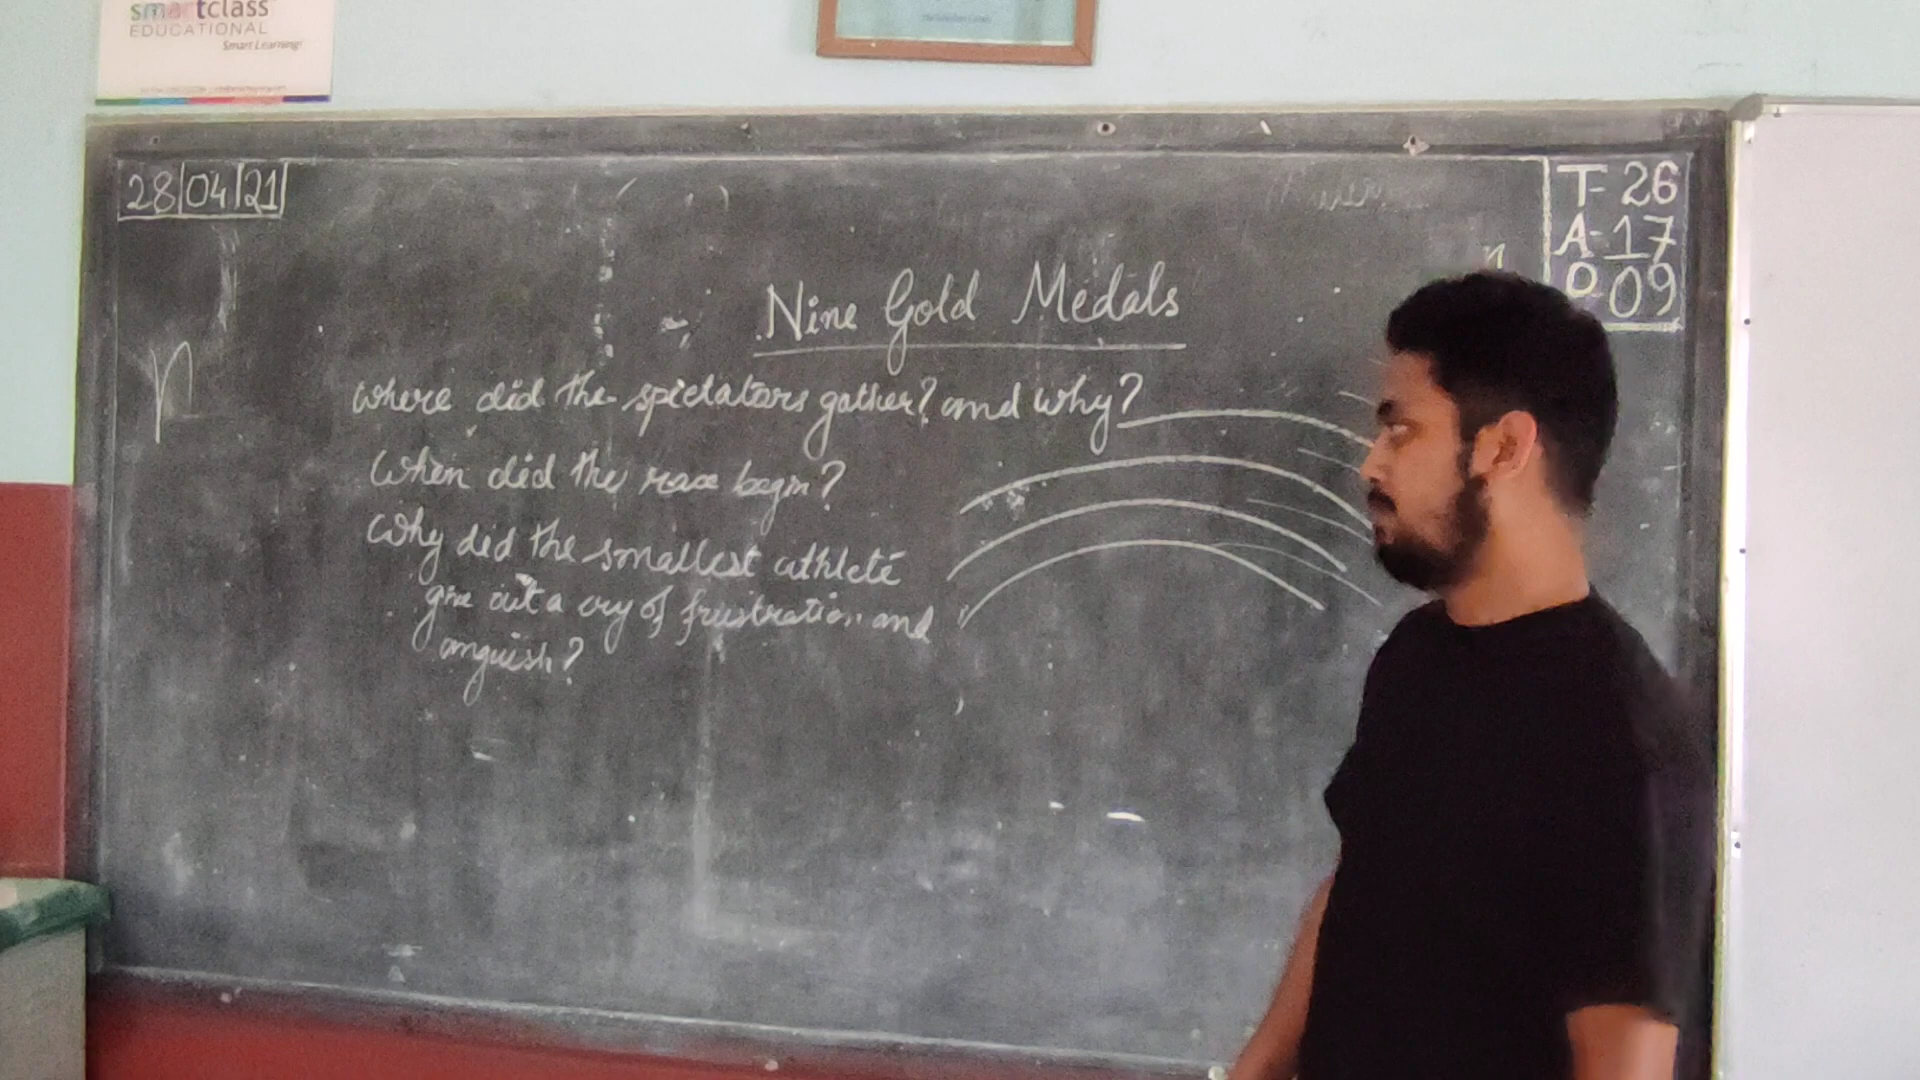 smartclass
EDUCATIONAL
Smart Learning!
28|04|21
T- 26
A- 17
P 09
n
Nine Gold Medals
n
where did the spectators gather? and why?
When did the race begin?
Why did the smallest athlete
give out a cry of frustration and
anguish?